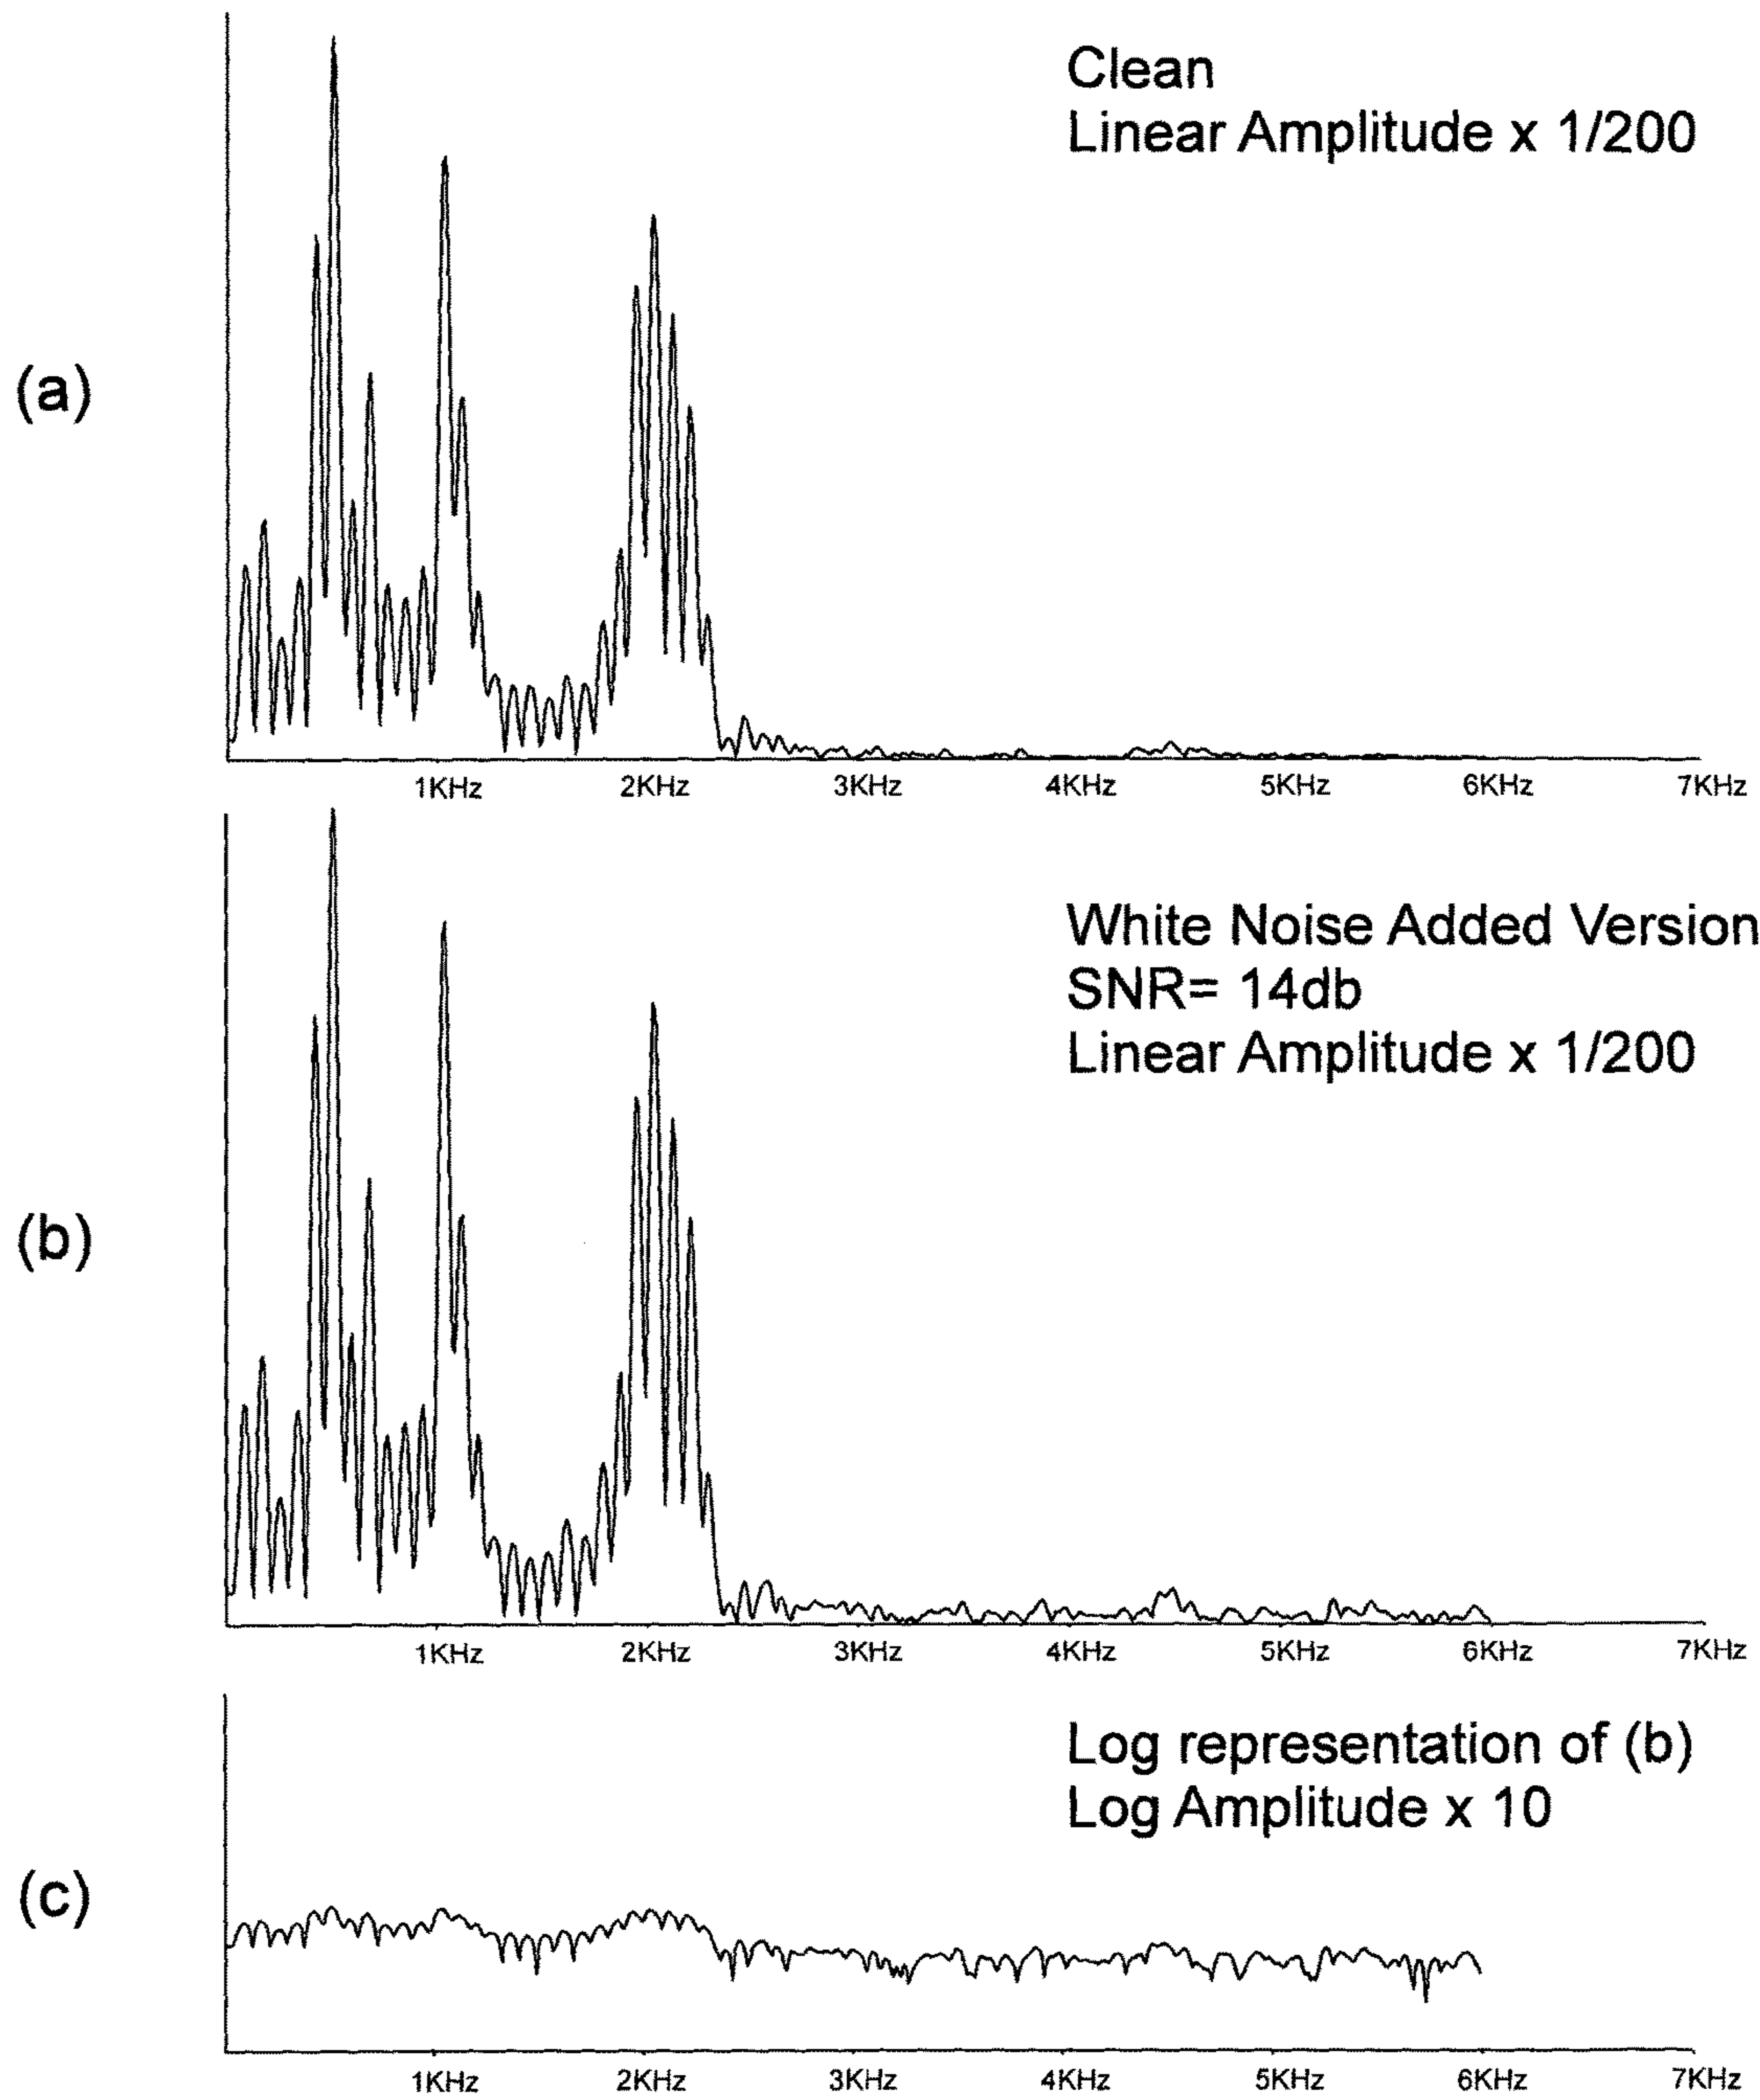 Clean
Linear Amplitude x 1/200
(a)
1KHz 2KHz 3KHz 4KHz 5KHz 6KHz 7KHz
White Noise Added Version
SNR= 14db
Linear Amplitude x 1/200
(b)
1KHz 2KHz 3KHz 4KHz 5KHz 6KHz 7KHz
Log representation of (b)
Log Amplitude x 10
(c)
1KHz 2KHz 3KHz 4KHz 5KHz 6KHz 7KHz